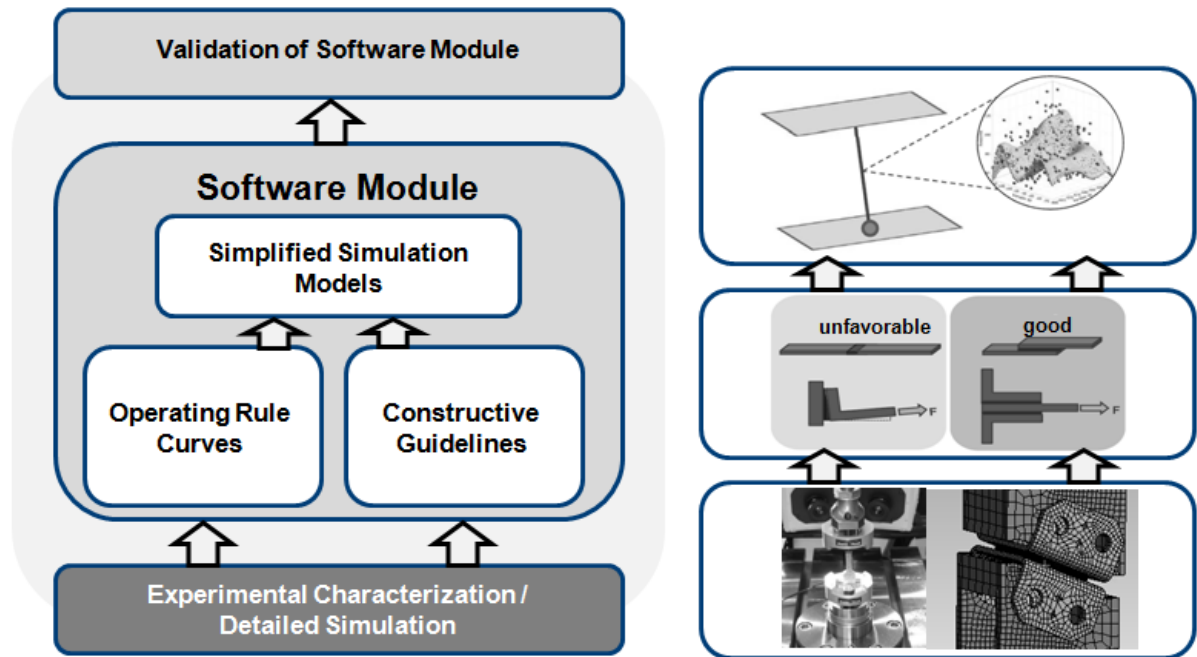 Validation of Software Module
Software Module
Simplified Simulation
Models
Operating Rule
Curves
Constructive
Guidelines
Experimental Characterization /
Detailed Simulation
unfavorable
good
F
F